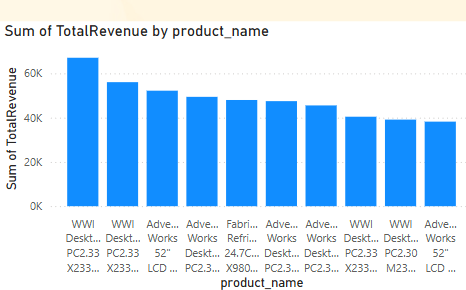 Sum of TotalRevenue by product_name
Sum of TotalRevenue
60K
40K
20K
0K
WWI Deskt... PC2.33 X233...
WWI Deskt... PC2.33 X233...
Adve... Works 52" LCD ...
Adve... Works Deskt... PC2.3...
Fabri... Refri... 24.7C... X980...
Adve... Works Deskt... PC2.3...
Adve... Works Deskt... PC2.3...
WWI Deskt... PC2.33 X233...
WWI Deskt... PC2.30 M23...
Adve... Works 52" LCD ...
product_name